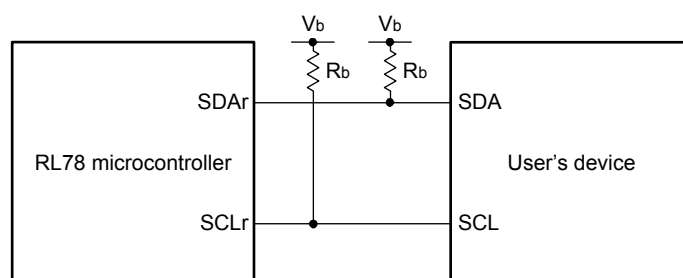 Vb Vb
Rb Rb
SDAr SDA
RL78 microcontroller User's device
SCLr SCL